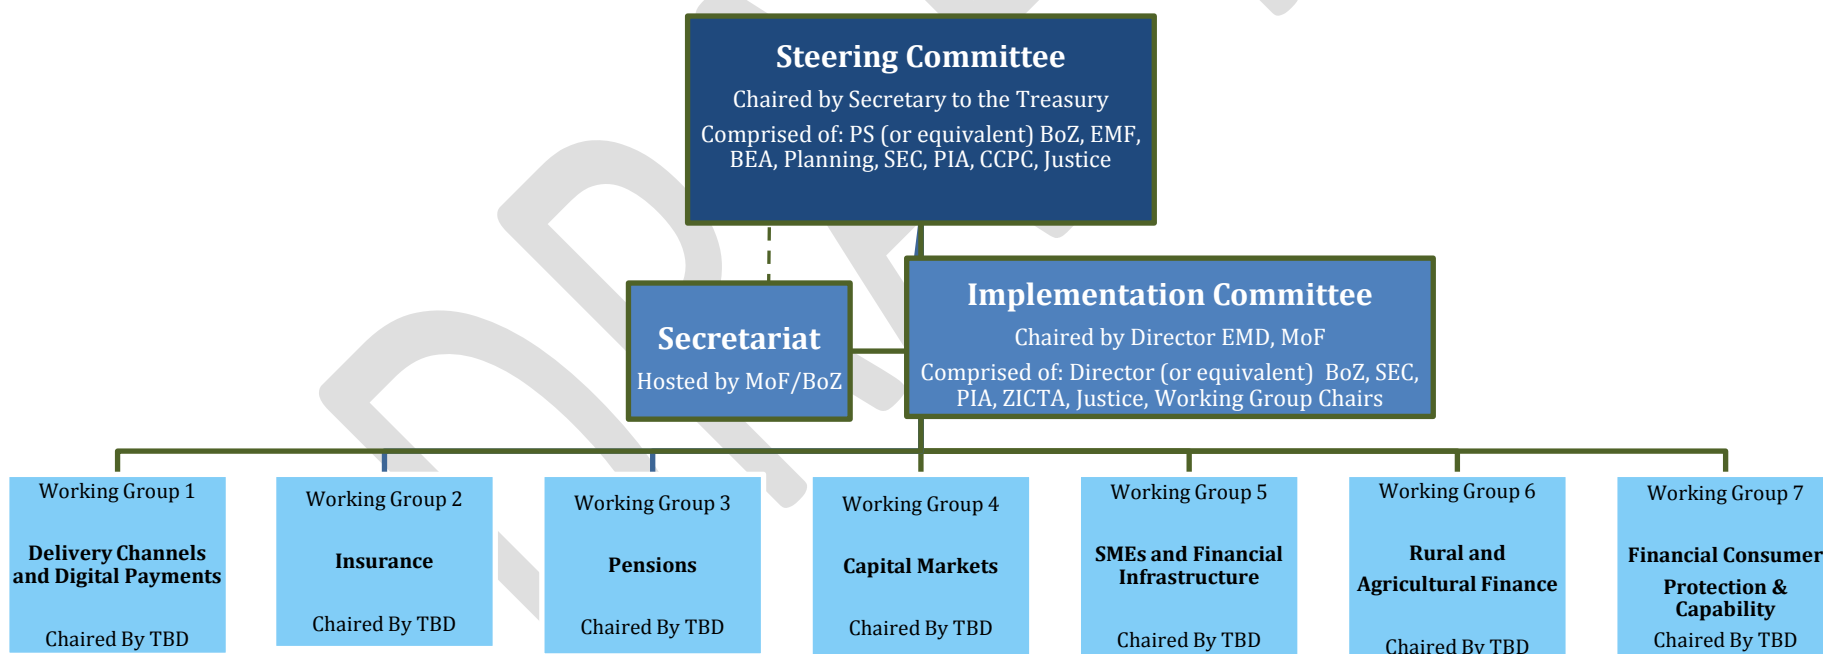 Steering Committee
Chaired by Secretary to the Treasury
Comprised of: PS (or equivalent) BoZ, EMF,
BEA, Planning, SEC, PIA, CCPC, Justice
Secretariat
Hosted by MoF/BoZ
Implementation Committee
Chaired by Director EMD, MoF
Comprised of: Director (or equivalent) BoZ, SEC,
PIA, ZICTA, Justice, Working Group Chairs
Working Group 1
Delivery Channels
and Digital Payments
Chaired By TBD
Working Group 2
Insurance
Chaired By TBD
Working Group 3
Pensions
Chaired By TBD
Working Group 4
Capital Markets
Chaired By TBD
Working Group 5
SMEs and Financial
Infrastructure
Chaired By TBD
Working Group 6
Rural and
Agricultural Finance
Chaired By TBD
Working Group 7
Financial Consumer
Protection &
Capability
Chaired By TBD